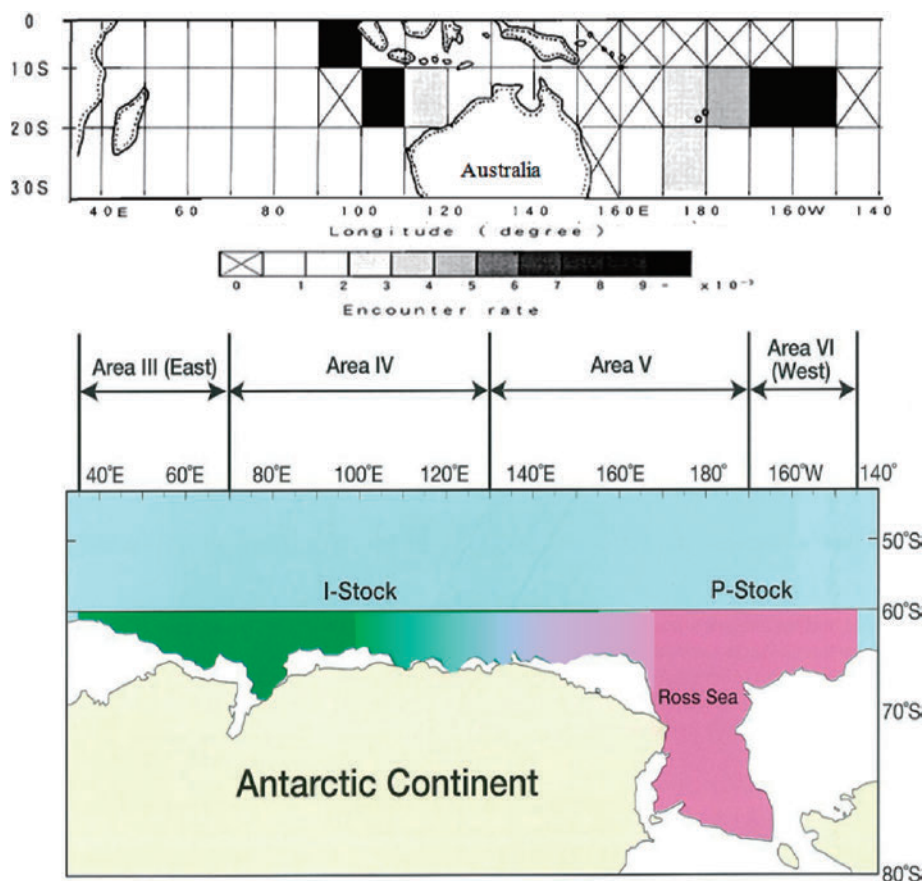 0
10S
20S
30S
Australia
40E 60 80 100 120 140 160E 180 160W 140
Longitude (degree)
0 1 2 3 4 5 6 7 8 9 - x10⁻³
Encounter rate
Area III (East) Area IV Area V Area VI
(West)
40°E 60°E 80°E 100°E 120°E 140°E 160°E 180° 160°W 140°
50°S
I-Stock P-Stock
60°S
Ross Sea
70°S
Antarctic Continent
80°S